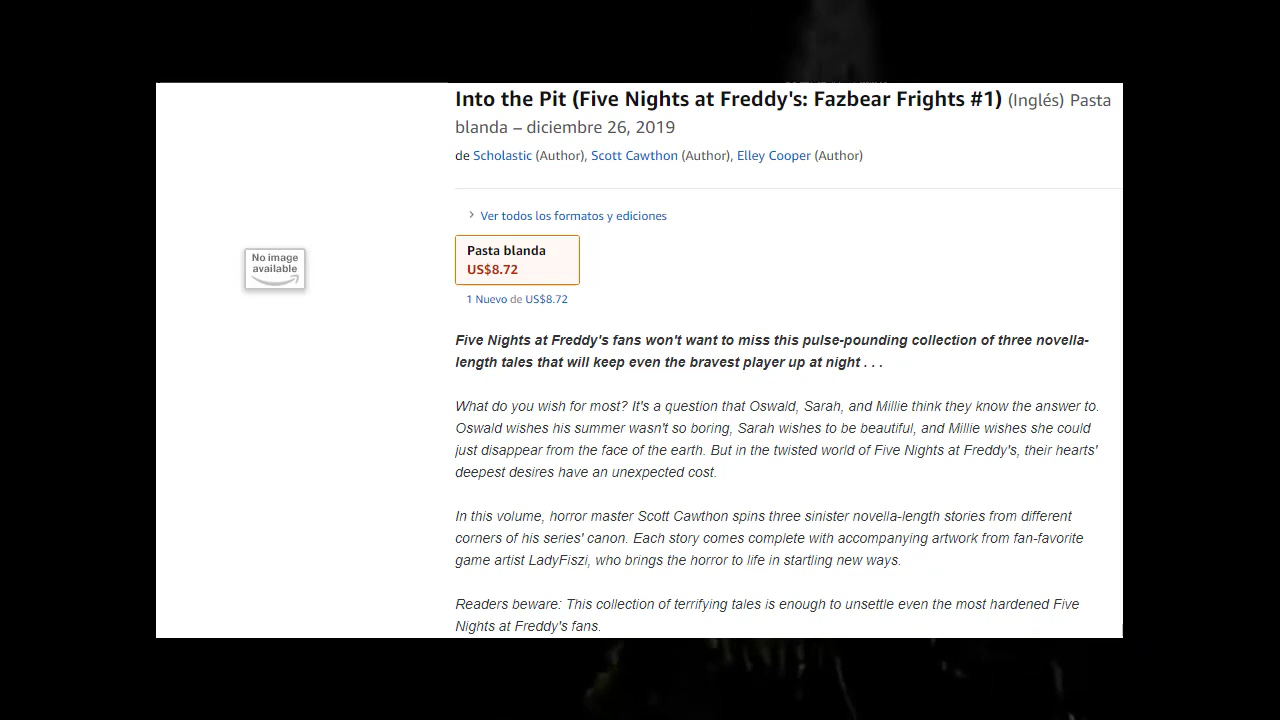 Into the Pit (Five Nights at Freddy's: Fazbear Frights #1) (Inglés) Pasta
blanda – diciembre 26, 2019
de Scholastic (Author), Scott Cawthon (Author), Elley Cooper (Author)
Ver todos los formatos y ediciones
No image
available
Pasta blanda
US$8.72
1 Nuevo de US$8.72
Five Nights at Freddy's fans won't want to miss this pulse-pounding collection of three novella-
length tales that will keep even the bravest player up at night . . .
What do you wish for most? It's a question that Oswald, Sarah, and Millie think they know the answer to.
Oswald wishes his summer wasn't so boring, Sarah wishes to be beautiful, and Millie wishes she could
just disappear from the face of the earth. But in the twisted world of Five Nights at Freddy's, their hearts'
deepest desires have an unexpected cost.
In this volume, horror master Scott Cawthon spins three sinister novella-length stories from different
corners of his series' canon. Each story comes complete with accompanying artwork from fan-favorite
game artist LadyFiszi, who brings the horror to life in startling new ways.
Readers beware: This collection of terrifying tales is enough to unsettle even the most hardened Five
Nights at Freddy's fans.